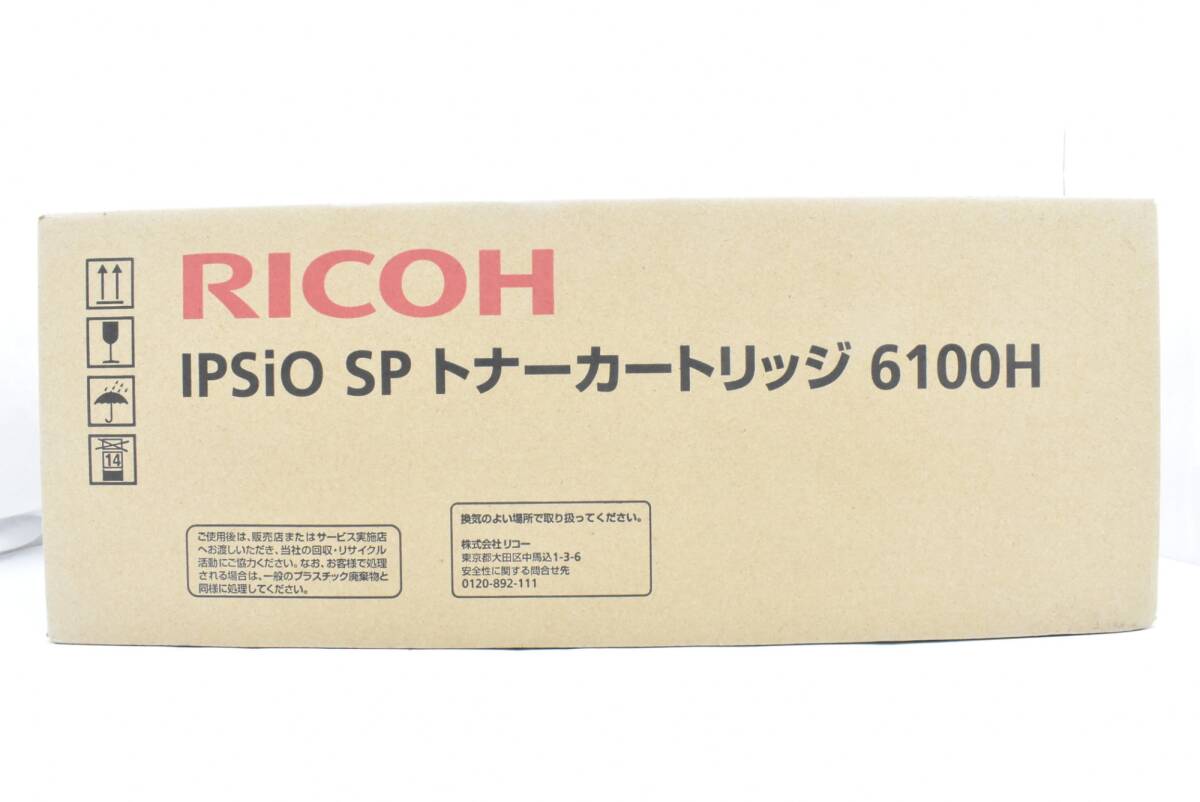 RICOH
IPSiO SP トナーカートリッジ 6100H
14
ご使用後は、販売店またはサービス実施店
へお渡しいただき、当社の回収・リサイクル
活動にご協力ください。なお、お客様で処理
される場合は、一般のプラスチック廃棄物と
同様に処理してください。
換気のよい場所で取り扱ってください。
株式会社リコー
東京都大田区中馬込1-3-6
安全性に関する問合せ先
0120-892-111